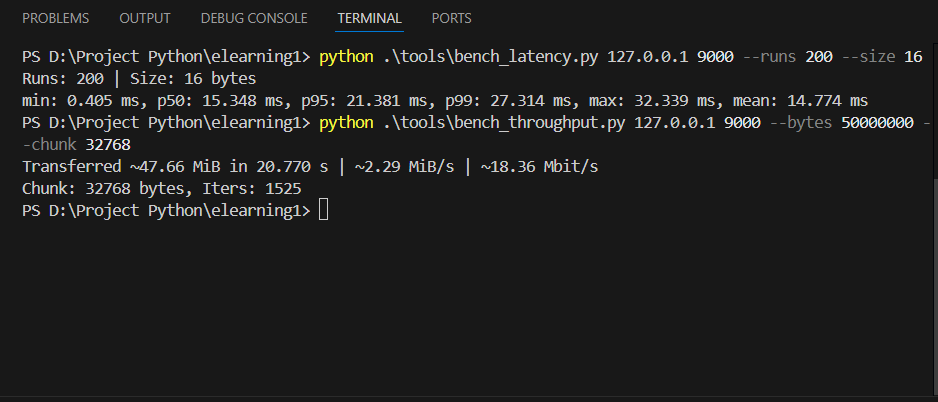 PROBLEMS OUTPUT DEBUG CONSOLE TERMINAL PORTS
PS D:\Project Python\elearning1> python .\tools\bench_latency.py 127.0.0.1 9000 --runs 200 --size 16
Runs: 200 | Size: 16 bytes
min: 0.405 ms, p50: 15.348 ms, p95: 21.381 ms, p99: 27.314 ms, max: 32.339 ms, mean: 14.774 ms
PS D:\Project Python\elearning1> python .\tools\bench_throughput.py 127.0.0.1 9000 --bytes 50000000 -
-chunk 32768
Transferred ~47.66 MiB in 20.770 s | ~2.29 MiB/s | ~18.36 Mbit/s
Chunk: 32768 bytes, Iters: 1525
PS D:\Project Python\elearning1>